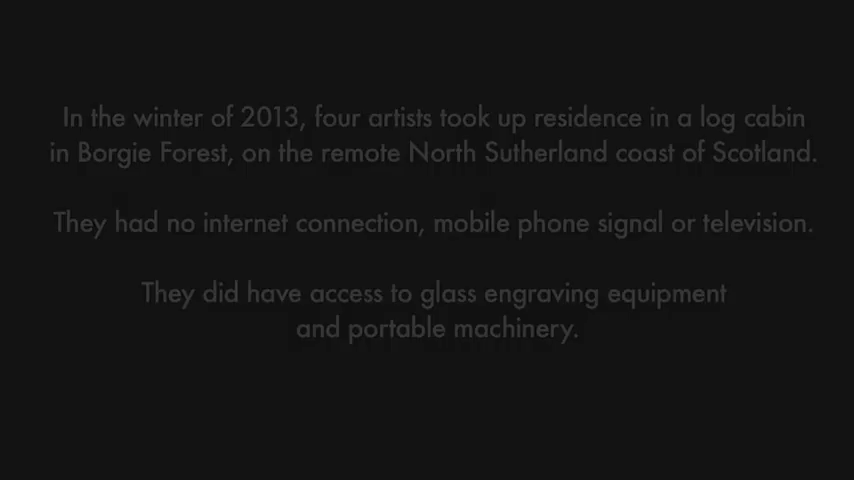 In the winter of 2013, four artists took up residence in a log cabin
in Borgie Forest, on the remote North Sutherland coast of Scotland.
They had no internet connection, mobile phone signal or television.
They did have access to glass engraving equipment
and portable machinery.